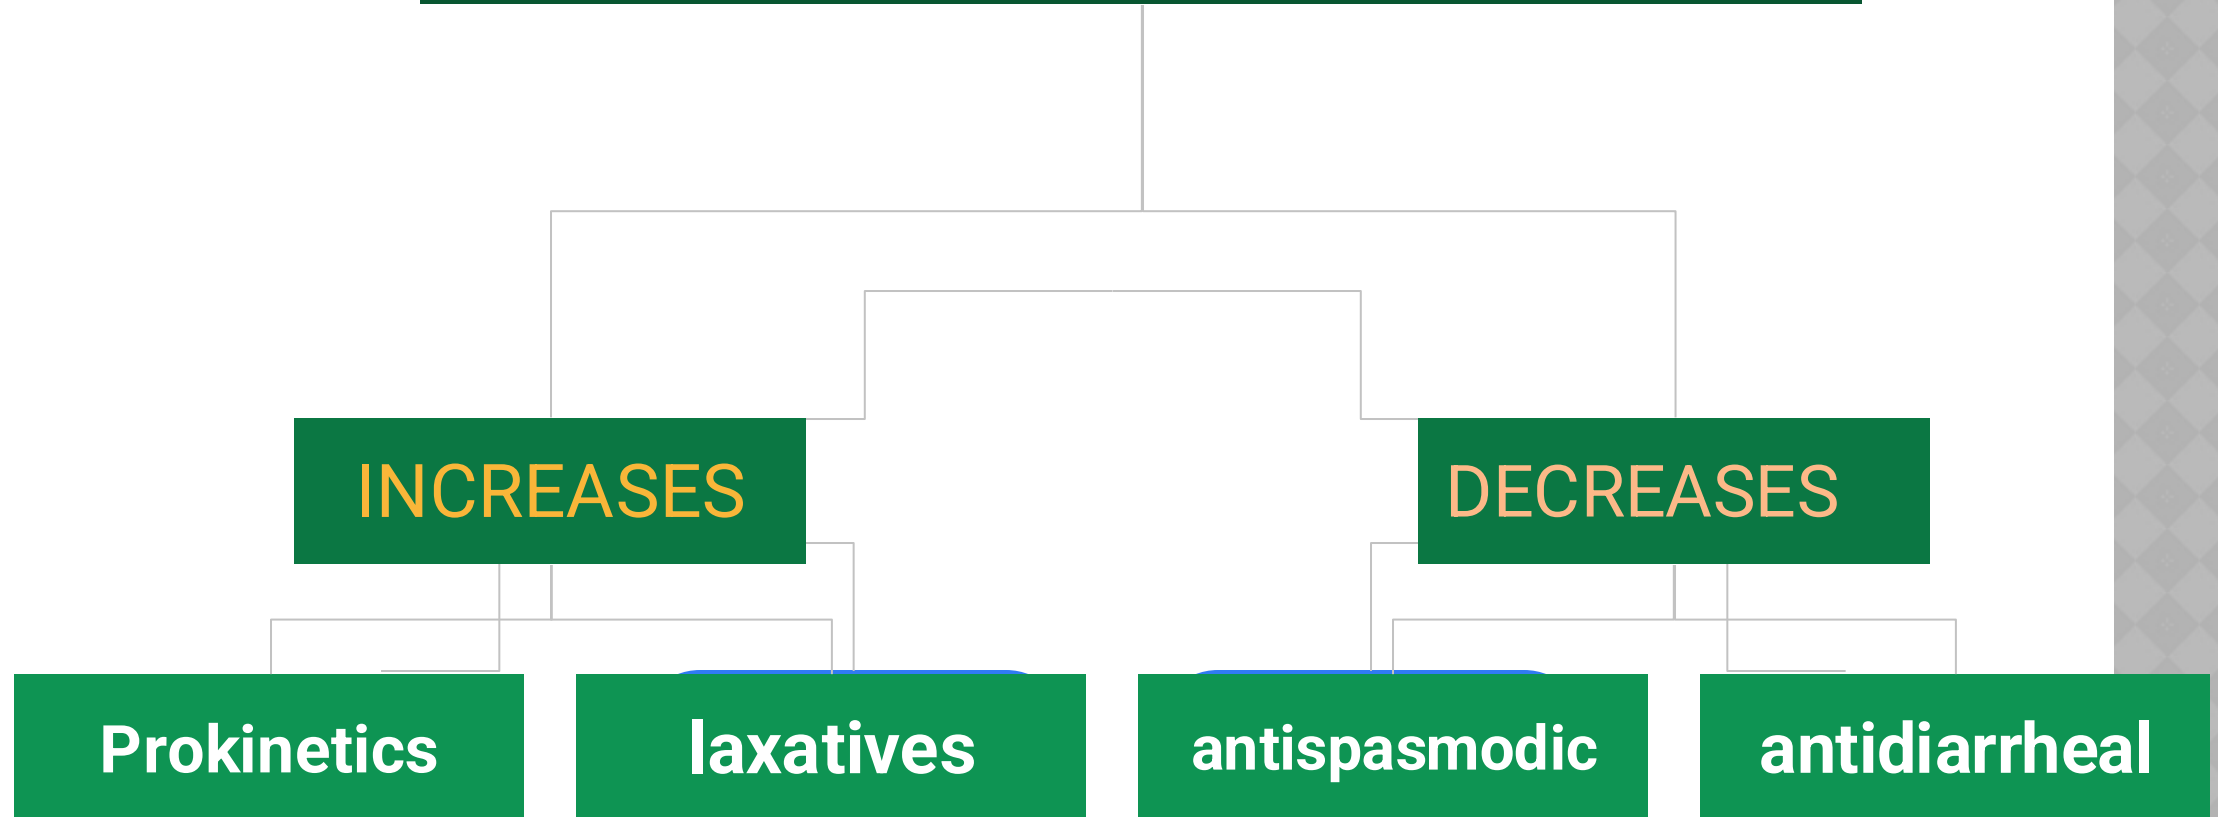 INCREASES
DECREASES
Prokinetics
laxatives
antispasmodic
antidiarrheal